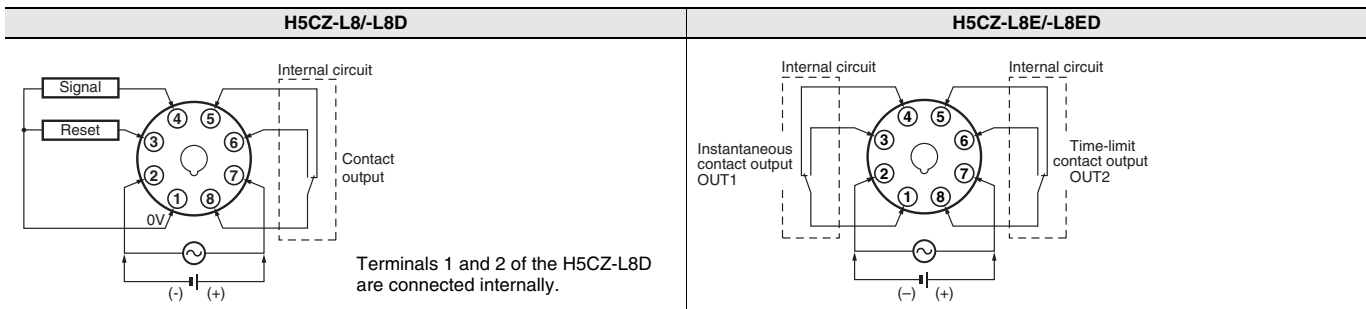 H5CZ-L8/-L8D
Internal circuit
Signal
Reset
4
5
3
6
2
7
1
8
0V
Contact
output
(-) (+)
Terminals 1 and 2 of the H5CZ-L8D
are connected internally.
H5CZ-L8E/-L8ED
Internal circuit
Internal circuit
4
5
3
6
2
7
1
8
Instantaneous
contact output
OUT1
Time-limit
contact output
OUT2
(–) (+)